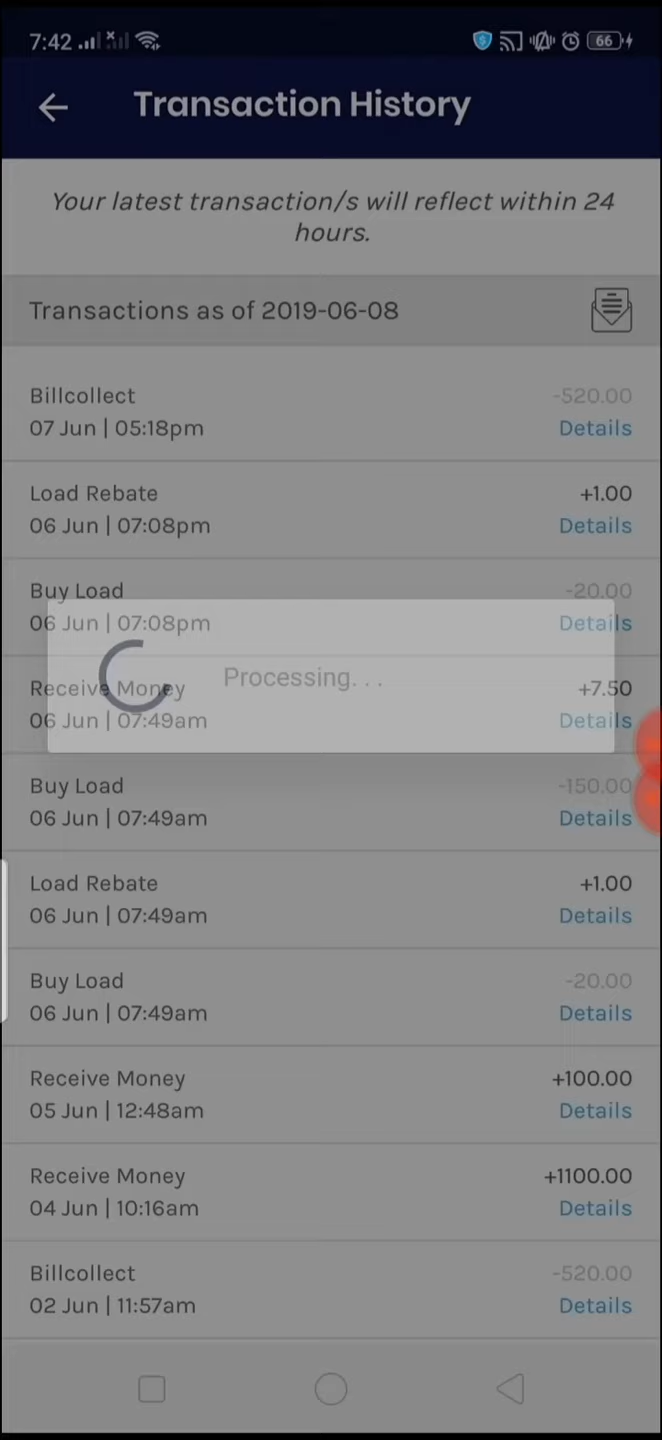 7:42
66
Transaction History
Your latest transaction/s will reflect within 24
hours.
Transactions as of 2019-06-08
Billcollect -520.00
07 Jun | 05:18pm Details
Load Rebate +1.00
06 Jun | 07:08pm Details
Buy Load -20.00
06 Jun | 07:08pm Details
Processing. . .
Receive Money +7.50
06 Jun | 07:49am Details
Buy Load -150.00
06 Jun | 07:49am Details
Load Rebate +1.00
06 Jun | 07:49am Details
Buy Load -20.00
06 Jun | 07:49am Details
Receive Money +100.00
05 Jun | 12:48am Details
Receive Money +1100.00
04 Jun | 10:16am Details
Billcollect -520.00
02 Jun | 11:57am Details